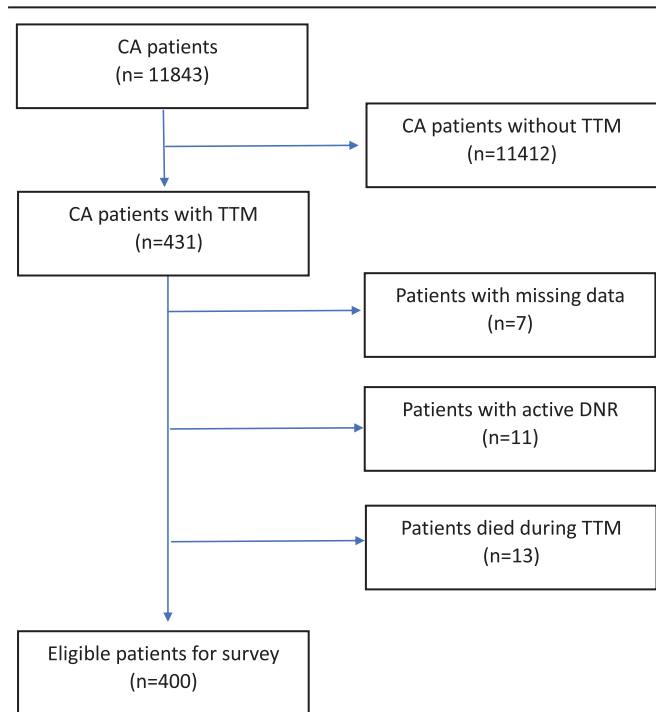 CA patients
(n= 11843)
CA patients without TTM
(n=11412)
CA patients with TTM
(n=431)
Patients with missing data
(n=7)
Patients with active DNR
(n=11)
Patients died during TTM
(n=13)
Eligible patients for survey
(n=400)